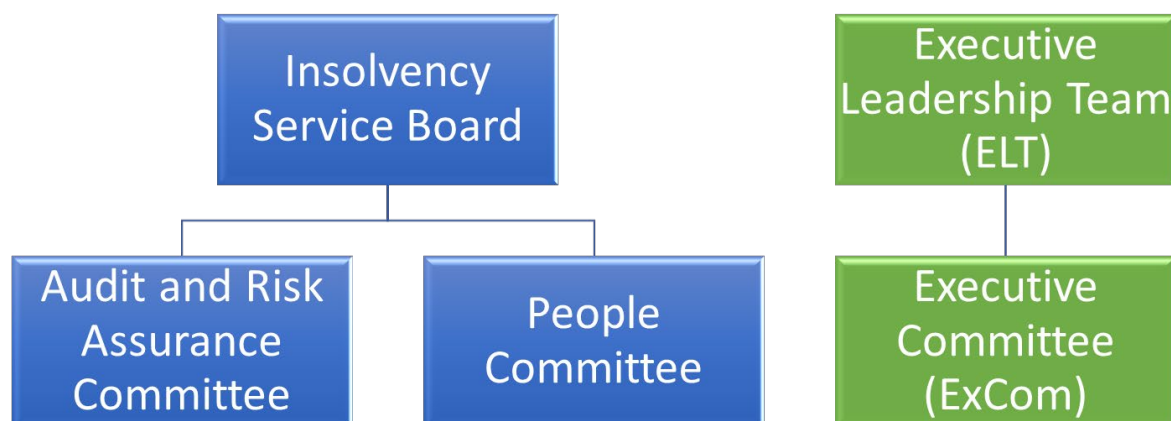 Insolvency
Service Board
Executive
Leadership Team
(ELT)
Audit and Risk
Assurance
Committee
People
Committee
Executive
Committee
(ExCom)